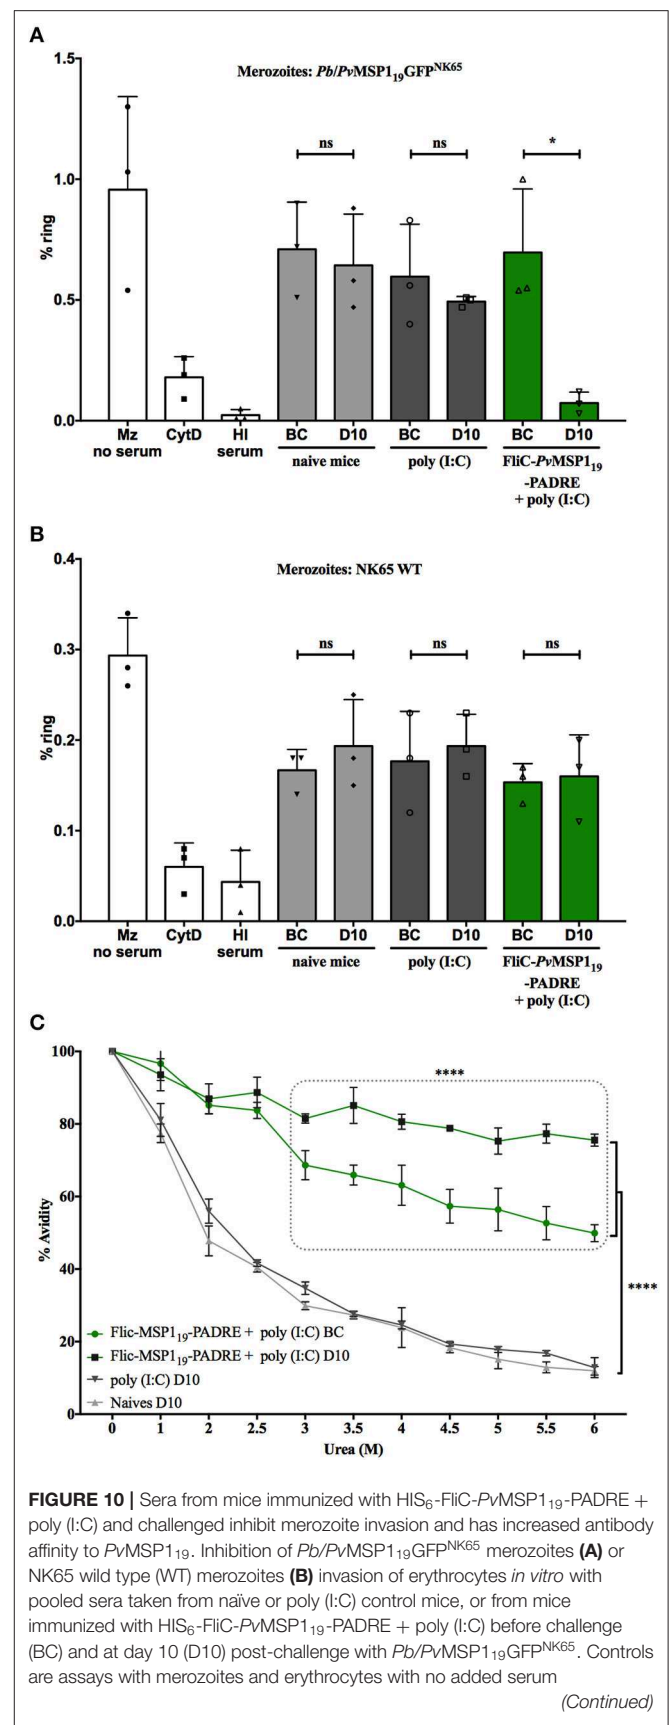 A
Merozoites: Pb/PvMSP1₁₉GFPᴺᴷ⁶⁵
1.5
1.0
0.5
0.0
% ring
ns
ns
*
Mz
no serum
CytD
HI
serum
BC
D10
BC
D10
BC
D10
naive mice
poly (I:C)
FliC-PvMSP1₁₉
-PADRE
+ poly (I:C)
B
Merozoites: NK65 WT
0.4
0.3
0.2
0.1
0.0
% ring
ns
ns
ns
Mz
no serum
CytD
HI
serum
BC
D10
BC
D10
BC
D10
naive mice
poly (I:C)
FliC-PvMSP1₁₉
-PADRE
+ poly (I:C)
C
100
80
60
40
20
0
% Avidity
****
****
Flic-MSP1₁₉-PADRE + poly (I:C) BC
Flic-MSP1₁₉-PADRE + poly (I:C) D10
poly (I:C) D10
Naives D10
0 1 2 2.5 3 3.5 4 4.5 5 5.5 6
Urea (M)
FIGURE 10 | Sera from mice immunized with HIS₆-FliC-PvMSP1₁₉-PADRE +
poly (I:C) and challenged inhibit merozoite invasion and has increased antibody
affinity to PvMSP1₁₉. Inhibition of Pb/PvMSP1₁₉GFPᴺᴷ⁶⁵ merozoites (A) or
NK65 wild type (WT) merozoites (B) invasion of erythrocytes in vitro with
pooled sera taken from naïve or poly (I:C) control mice, or from mice
immunized with HIS₆-FliC-PvMSP1₁₉-PADRE + poly (I:C) before challenge
(BC) and at day 10 (D10) post-challenge with Pb/PvMSP1₁₉GFPᴺᴷ⁶⁵. Controls
are assays with merozoites and erythrocytes with no added serum
(Continued)